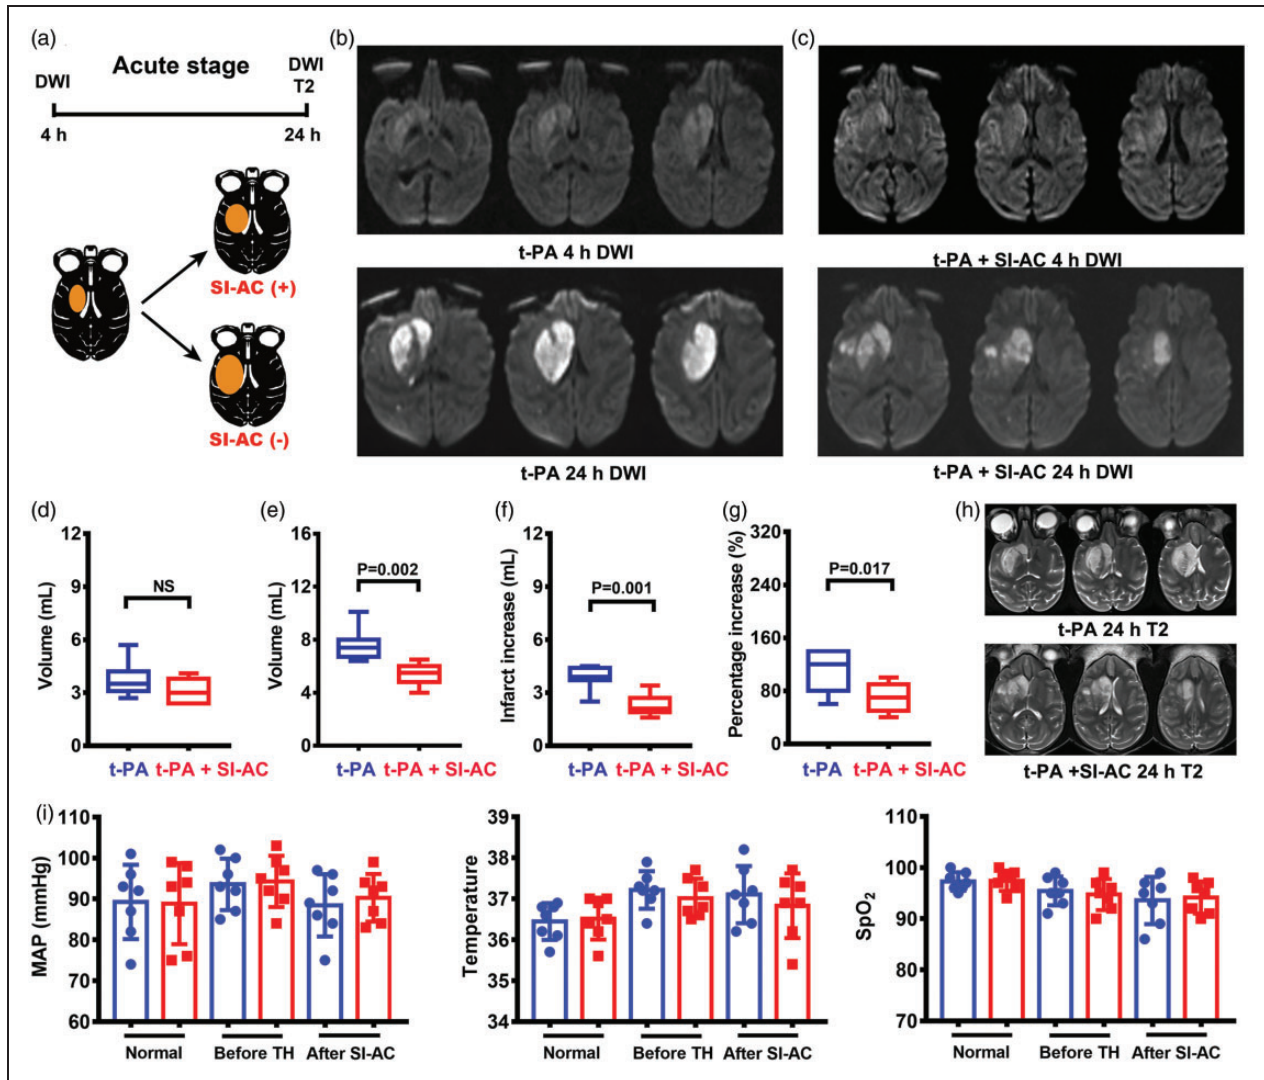 (a)
Acute stage
DWI
DWI
T2
4 h
24 h
SI-AC (+)
SI-AC (-)
(b)
t-PA 4 h DWI
t-PA 24 h DWI
(c)
t-PA + SI-AC 4 h DWI
t-PA + SI-AC 24 h DWI
(d)
Volume (mL)
12
9
6
3
0
NS
t-PA t-PA + SI-AC
(e)
Volume (mL)
16
12
8
4
0
P=0.002
t-PA t-PA + SI-AC
(f)
Infarct increase (mL)
12
9
6
3
0
P=0.001
t-PA t-PA + SI-AC
(g)
Percentage increase (%)
320
240
160
80
0
P=0.017
t-PA t-PA + SI-AC
(h)
t-PA 24 h T2
t-PA +SI-AC 24 h T2
(i)
MAP (mmHg)
110
100
90
80
70
60
Normal Before TH After SI-AC
Temperature
39
38
37
36
35
34
Normal Before TH After SI-AC
SpO₂
110
100
90
80
70
Normal Before TH After SI-AC